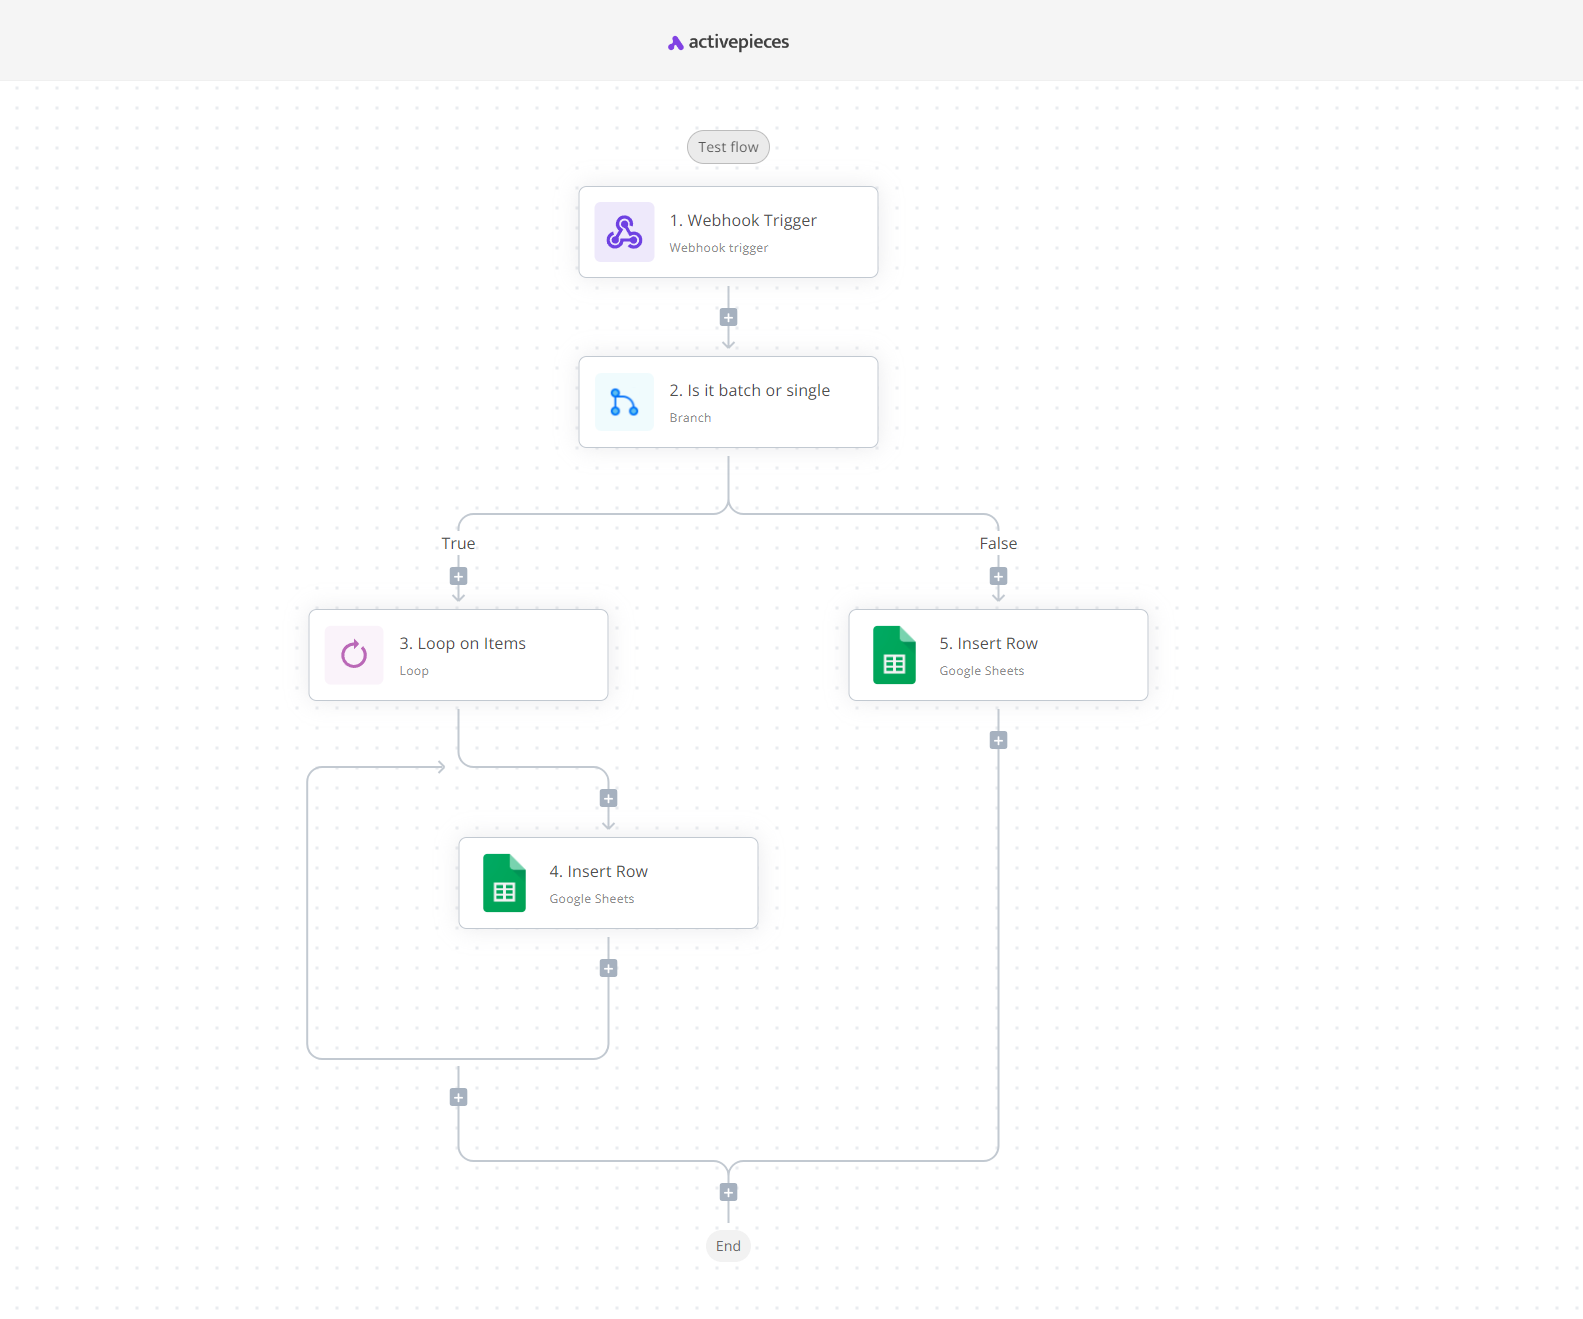 activepieces
Test flow
1. Webhook Trigger
Webhook trigger
2. Is it batch or single
Branch
True
False
3. Loop on Items
Loop
5. Insert Row
Google Sheets
4. Insert Row
Google Sheets
End